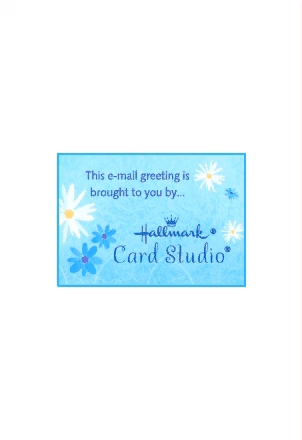 This e-mail greeting is
brought to you by...
Hallmark®
Card Studio®